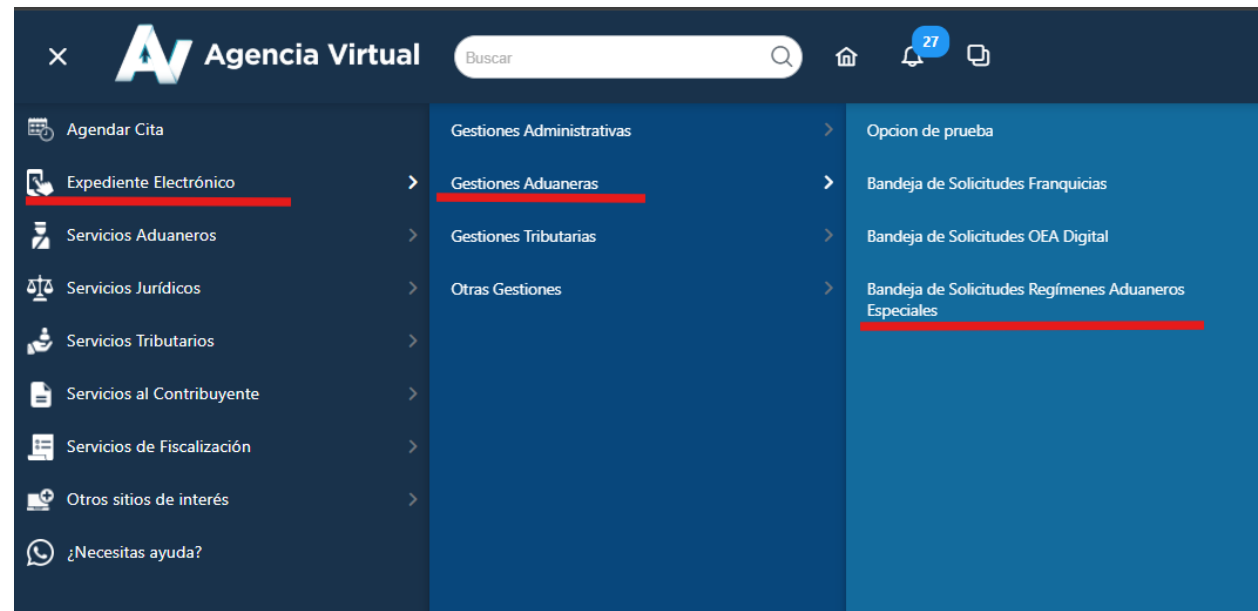 Agencia Virtual
Buscar
27
Agendar Cita
Expediente Electrónico
Servicios Aduaneros
Servicios Jurídicos
Servicios Tributarios
Servicios al Contribuyente
Servicios de Fiscalización
Otros sitios de interés
¿Necesitas ayuda?
Gestiones Administrativas
Gestiones Aduaneras
Gestiones Tributarias
Otras Gestiones
Opcion de prueba
Bandeja de Solicitudes Franquicias
Bandeja de Solicitudes OEA Digital
Bandeja de Solicitudes Regímenes Aduaneros
Especiales